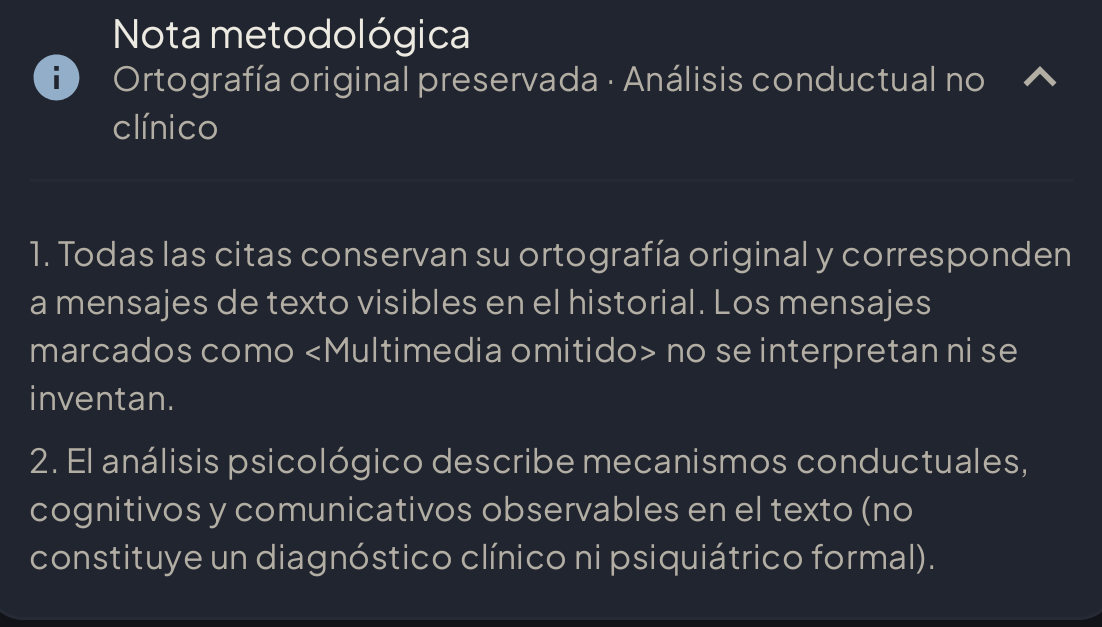 Nota metodológica
Ortografía original preservada · Análisis conductual no
clínico
1. Todas las citas conservan su ortografía original y corresponden
a mensajes de texto visibles en el historial. Los mensajes
marcados como <Multimedia omitido> no se interpretan ni se
inventan.
2. El análisis psicológico describe mecanismos conductuales,
cognitivos y comunicativos observables en el texto (no
constituye un diagnóstico clínico ni psiquiátrico formal).